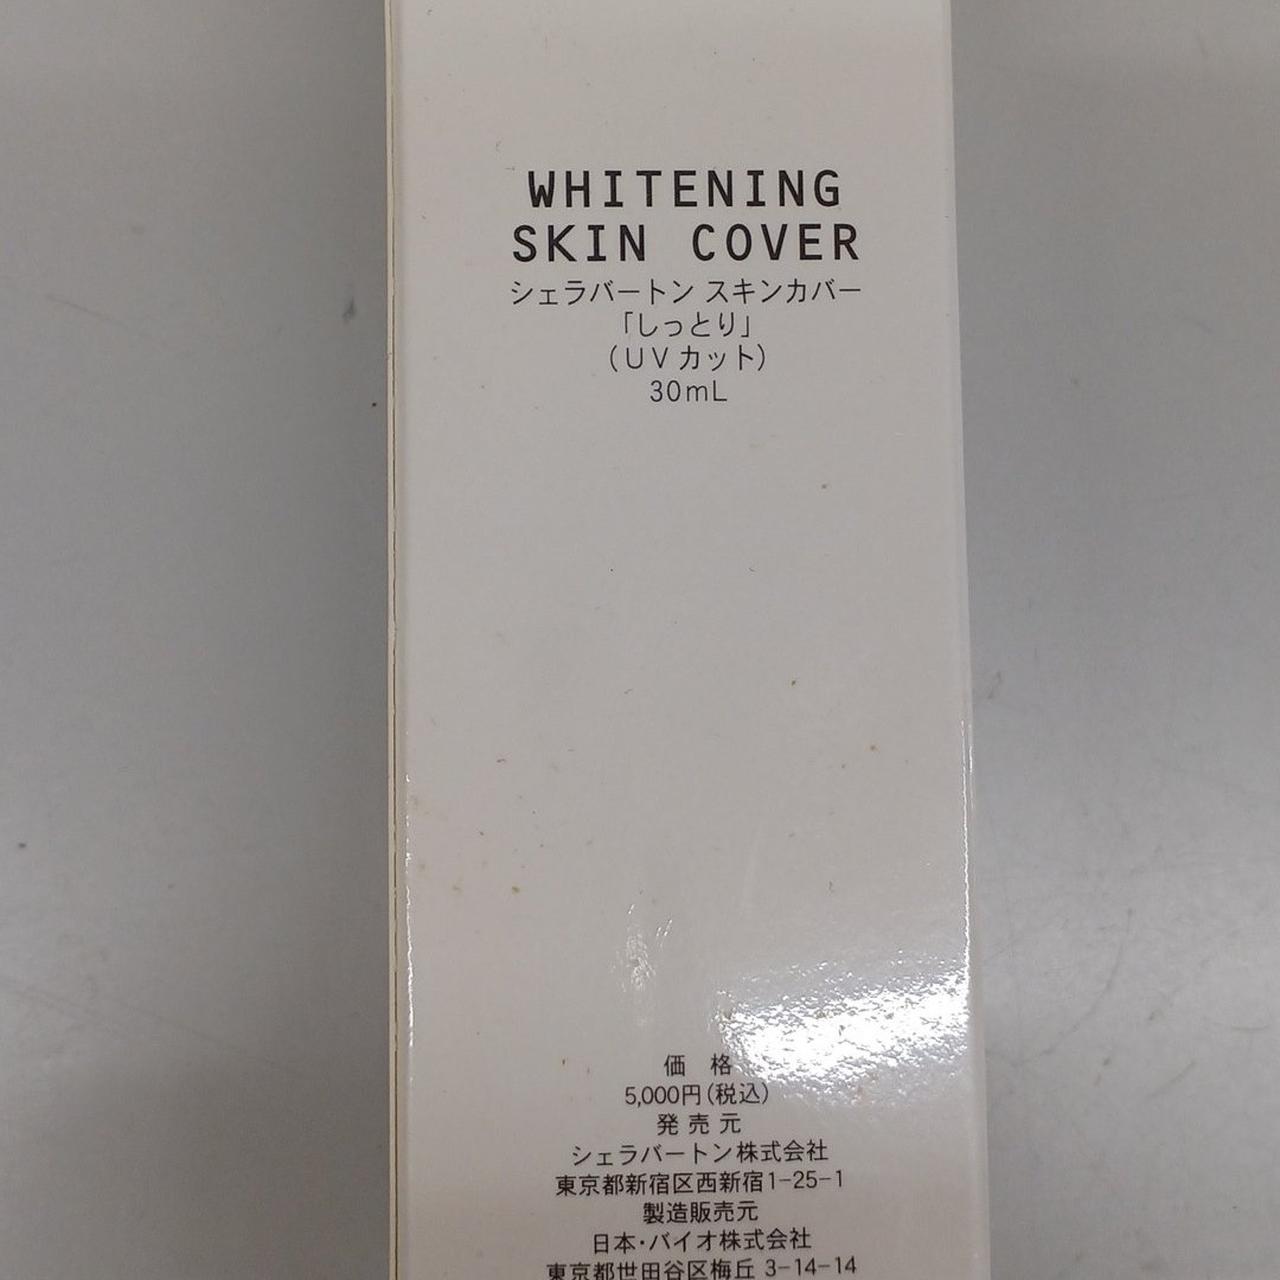 WHITENING
SKIN COVER
シェラバートン スキンカバー
「しっとり」
(UVカット)
30mL
価 格
5,000円(税込)
発 売 元
シェラバートン株式会社
東京都新宿区西新宿1-25-1
製造販売元
日本・バイオ株式会社
東京都世田谷区梅丘 3-14-14